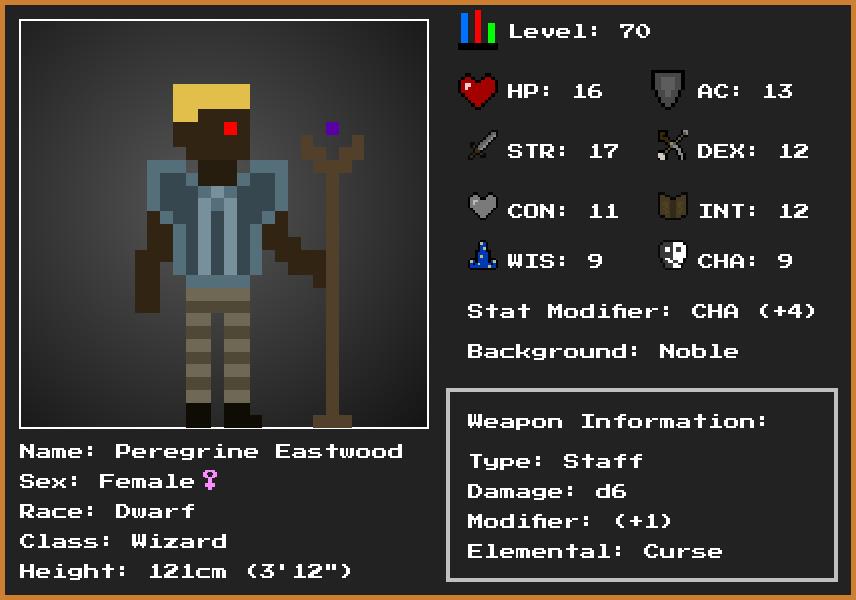 Level: 70
HP: 16 AC: 13
STR: 17 DEX: 12
CON: 11 INT: 12
WIS: 9 CHA: 9
Stat Modifier: CHA (+4)
Background: Noble
Weapon Information:
Type: Staff
Damage: d6
Modifier: (+1)
Elemental: Curse
Name: Peregrine Eastwood
Sex: Female♀
Race: Dwarf
Class: Wizard
Height: 121cm (3'12")